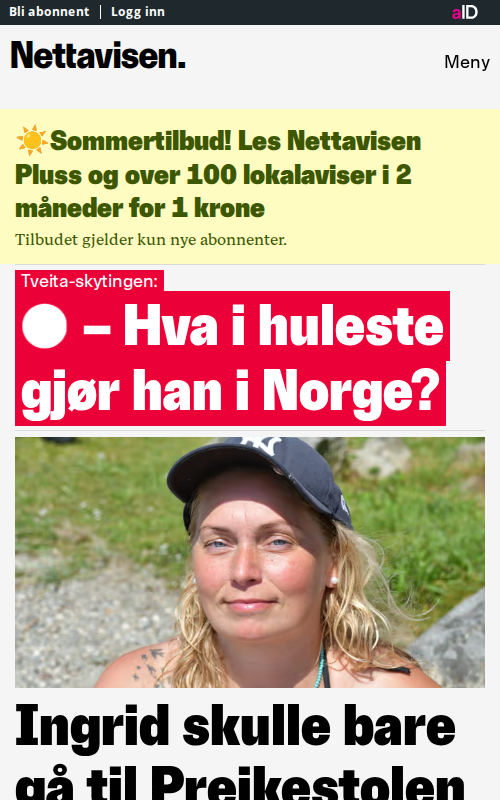 Bli abonnent | Logg inn
aID
Nettavisen.
Meny
☀️Sommertilbud! Les Nettavisen
Pluss og over 100 lokalaviser i 2
måneder for 1 krone
Tilbudet gjelder kun nye abonnenter.
Tveita-skytingen:
– Hva i huleste
gjør han i Norge?
Ingrid skulle bare
gå til Preikestolen